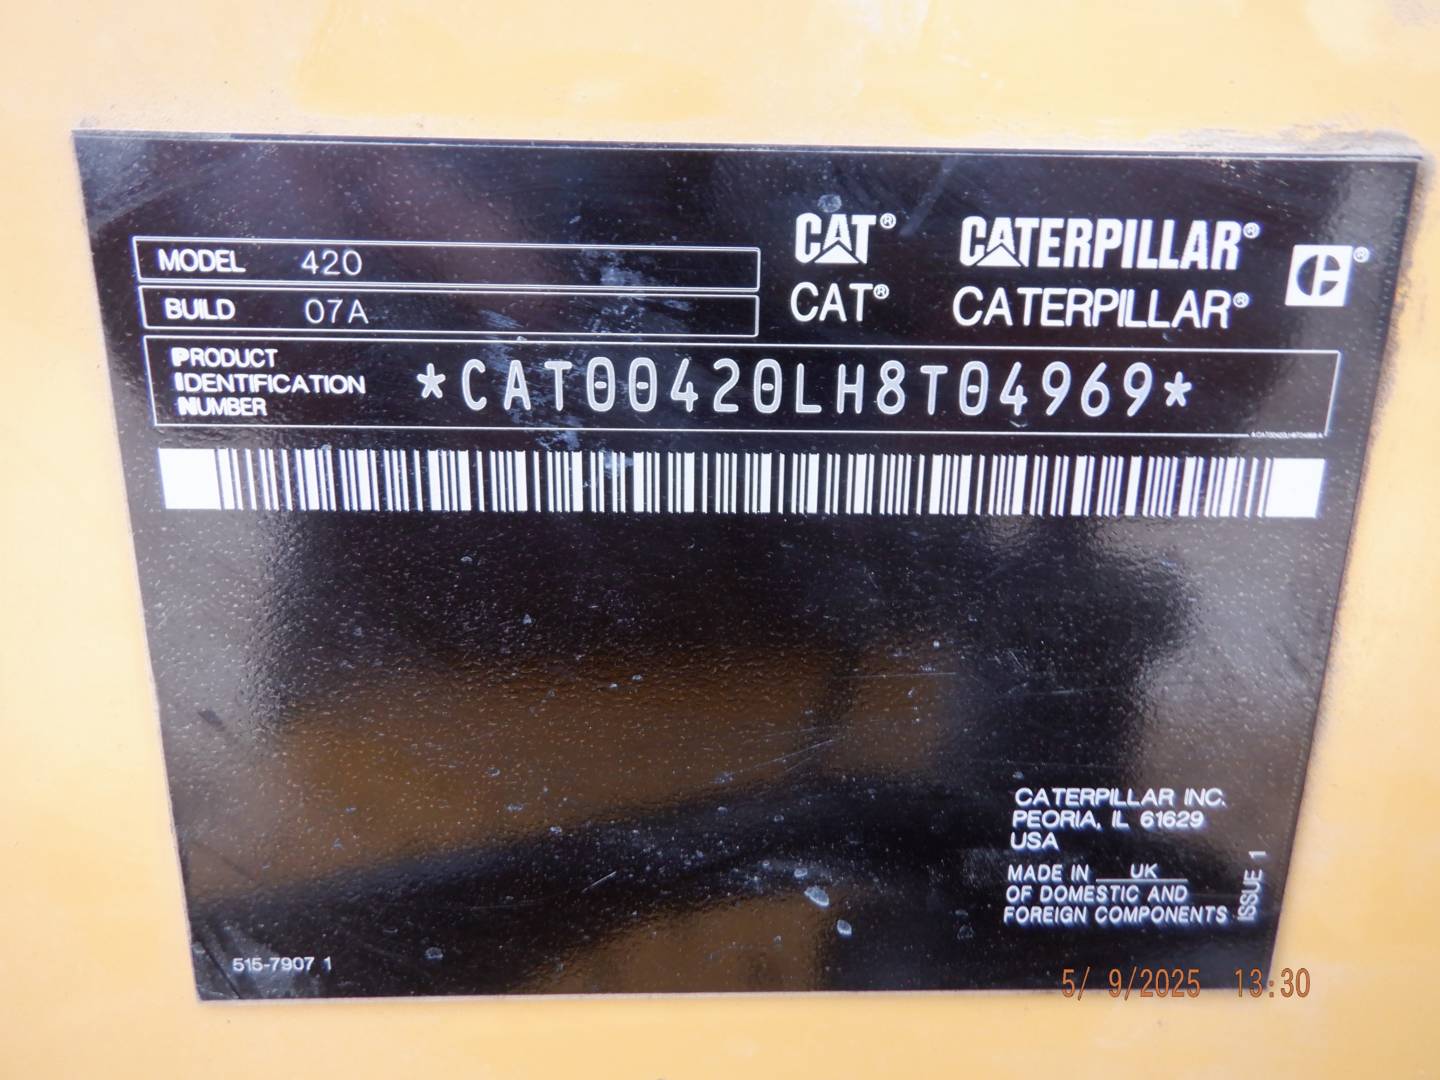 CAT® CATERPILLAR®
CAT® CATERPILLAR®
MODEL 420
BUILD 07A
PRODUCT
IDENTIFICATION
NUMBER
*CAT00420LH8T04969*
CATERPILLAR INC.
PEORIA, IL 61629
USA
MADE IN UK
OF DOMESTIC AND
FOREIGN COMPONENTS
ISSUE 1
515-7907 1
5/ 9/2025 13:30